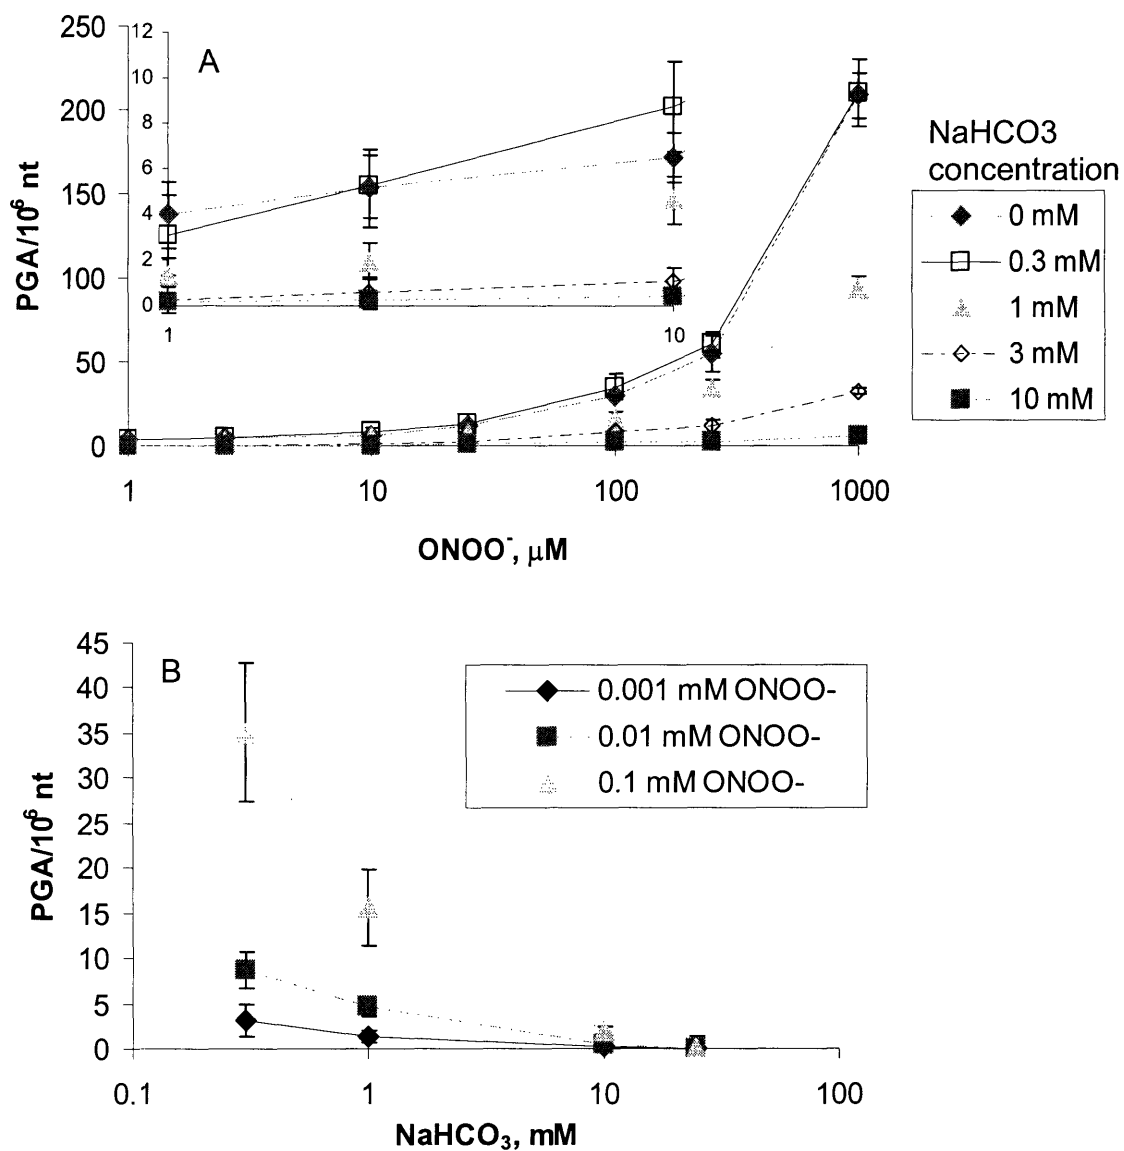 A
PGA/10⁶ nt
250
200
150
100
50
0
12
10
8
6
4
2
0
1
10
1
10
100
1000
ONOO⁻, μM
NaHCO3
concentration
0 mM
0.3 mM
1 mM
3 mM
10 mM
B
PGA/10⁶ nt
45
40
35
30
25
20
15
10
5
0
0.1
1
10
100
NaHCO₃, mM
0.001 mM ONOO-
0.01 mM ONOO-
0.1 mM ONOO-